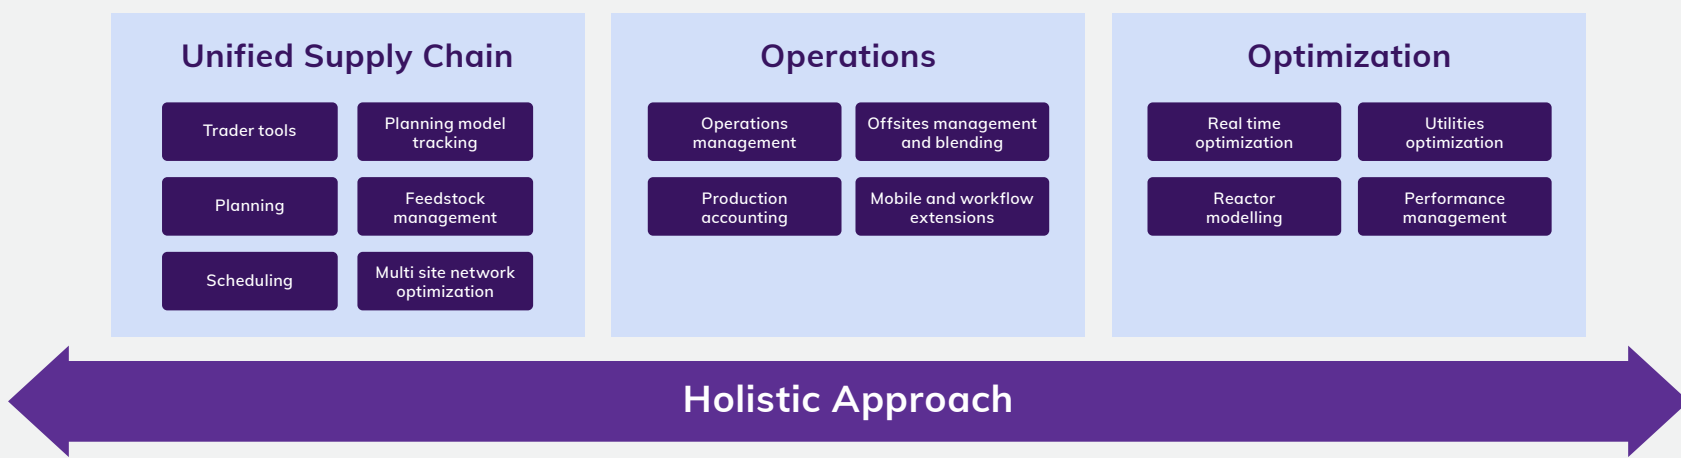 Unified Supply Chain
Trader tools
Planning model
tracking
Planning
Feedstock
management
Scheduling
Multi site network
optimization
Operations
Operations
management
Offsites management
and blending
Production
accounting
Mobile and workflow
extensions
Optimization
Real time
optimization
Utilities
optimization
Reactor
modelling
Performance
management
Holistic Approach